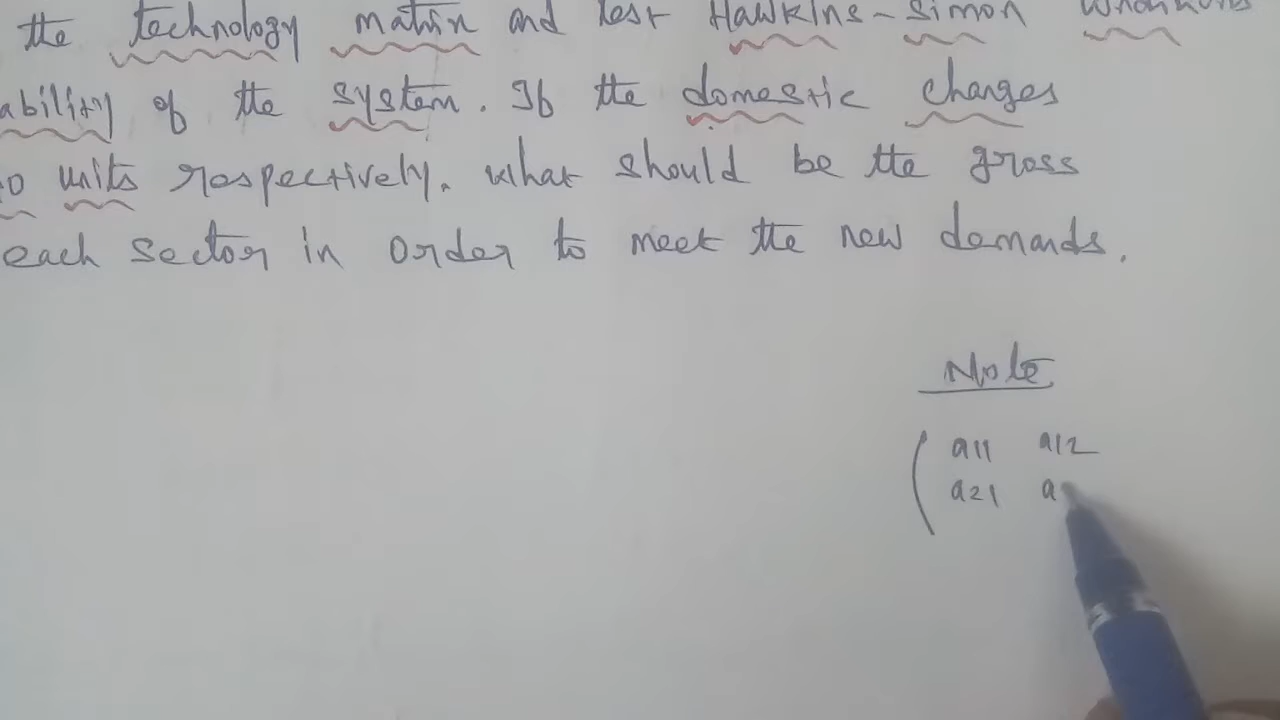 the technology matrix and test Hawkins-Simon
ability of the system. If the domestic changes
0 units respectively. what should be the gross
each sector in order to meet the new demands.
Note
a11 a12
a21 a